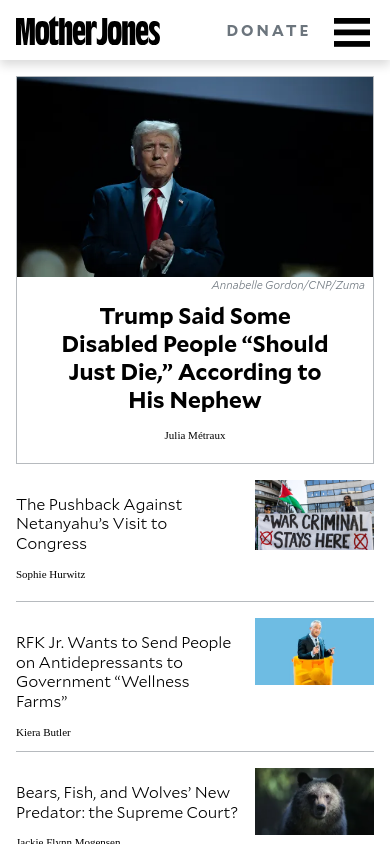 Mother Jones
DONATE
Annabelle Gordon/CNP/Zuma
Trump Said Some
Disabled People “Should
Just Die,” According to
His Nephew
Julia Métraux
The Pushback Against
Netanyahu’s Visit to
Congress
Sophie Hurwitz
A WAR CRIMINAL
STAYS HERE
RFK Jr. Wants to Send People
on Antidepressants to
Government “Wellness
Farms”
Kiera Butler
Bears, Fish, and Wolves’ New
Predator: the Supreme Court?
Jackie Flynn Mogensen